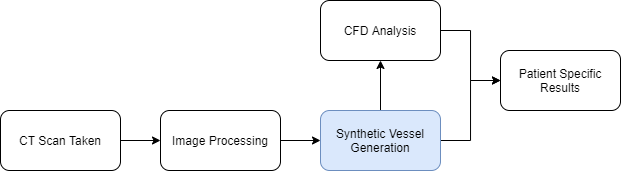 CFD Analysis
Patient Specific
Results
CT Scan Taken
Image Processing
Synthetic Vessel
Generation